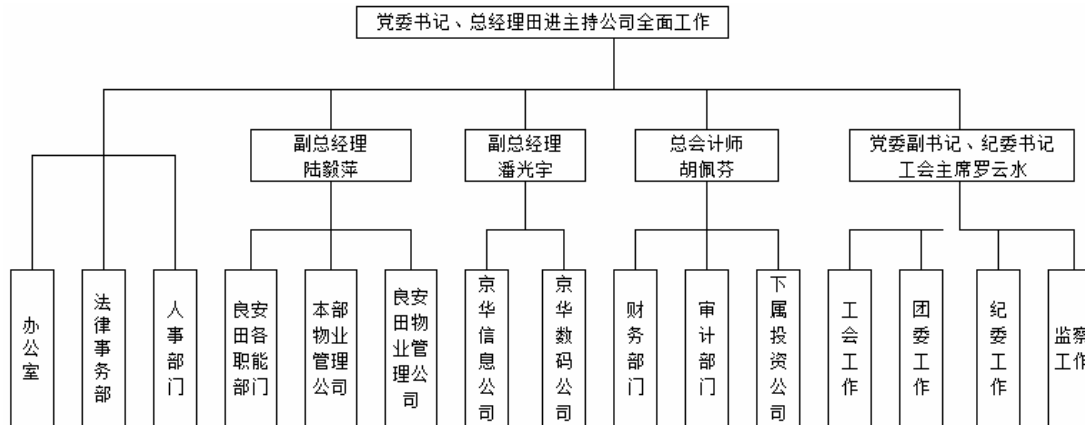 党委书记、总经理田进主持公司全面工作
副总经理
陆毅萍
副总经理
潘光宇
总会计师
胡佩芬
党委副书记、纪委书记
工会主席罗云水
办公室
法律事务部
人事部门
良安
田各
职能
部门
本部
物业
管理
公司
良安
田物
业管
理公
司
京华信息公司
京华数码公司
财务部门
审计部门
下属投资公司
工会工作
团委工作
纪委工作
监察
工作